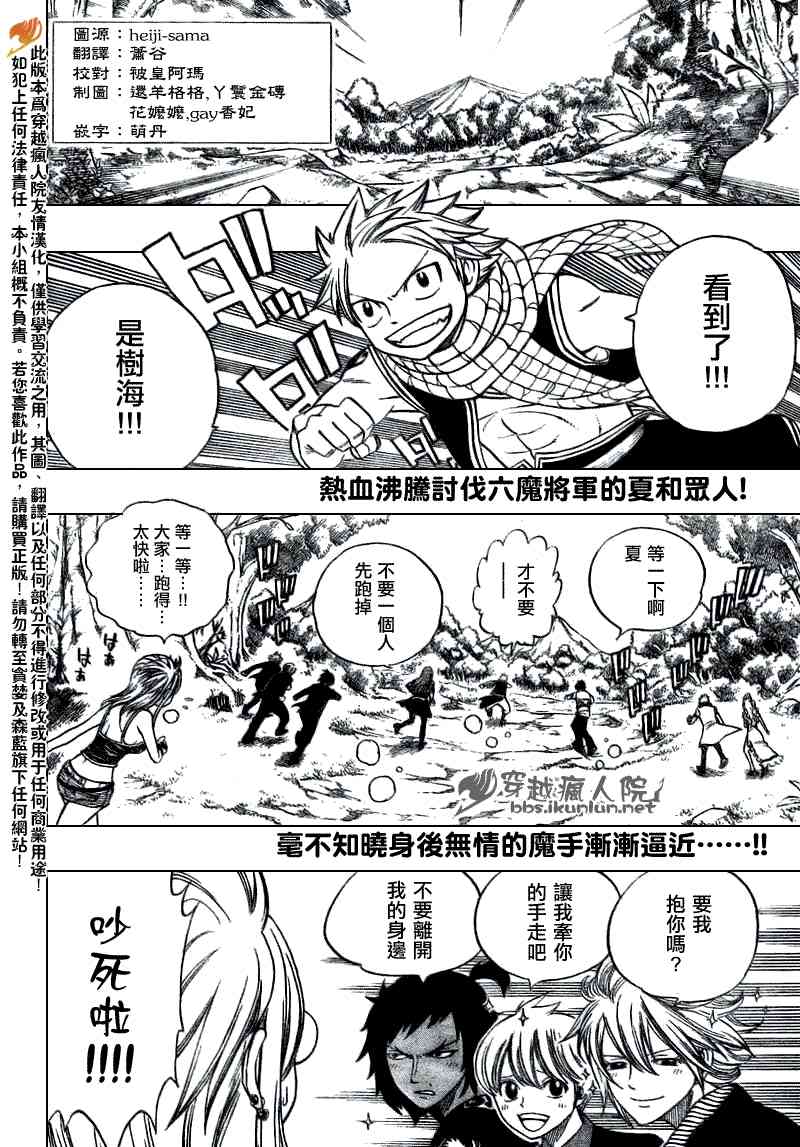 圖源：heiji-sama
翻譯：蕭谷
校對：被皇阿瑪
制圖：還羊格格,丫鬟金磚
花嬤嬤,gay香妃
嵌字：萌丹
此版本爲穿越瘋人院友情漢化，僅供學習交流之用，其圖、翻譯以及任何部分不得進行修改或用于任何商業用途！
如犯上任何法律責任，本小組概不負責。若您喜歡此作品，請購買正版！請勿轉至貪婪及森藍旗下任何網站！
看到了!!!
是樹海!!!
ダダダダ
熱血沸騰討伐六魔將軍的夏和眾人!
等一下啊
夏
才不要
——
不要一個人
先跑掉
等一等…!!
大家…跑得…
太快啦……
はぁ
はぁ
穿越瘋人院
bbs.ikunlun.net
毫不知曉身後無情的魔手漸漸逼近……!!
要我
抱你嗎?
讓我牽你
的手走吧
不要離開
我的身邊
吵死啦!!!!